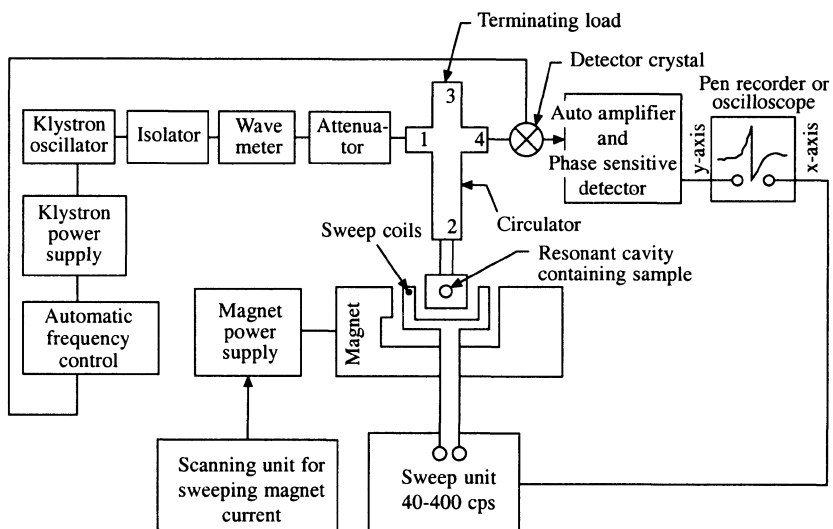 Terminating load
Detector crystal
Pen recorder or
oscilloscope
3
Klystron
oscillator
Isolator
Wave
meter
Attenua-
tor
1
4
Auto amplifier
and
Phase sensitive
detector
y-axis
x-axis
2
Circulator
Klystron
power
supply
Sweep coils
Resonant cavity
containing sample
Automatic
frequency
control
Magnet
power
supply
Magnet
Scanning unit for
sweeping magnet
current
Sweep unit
40-400 cps